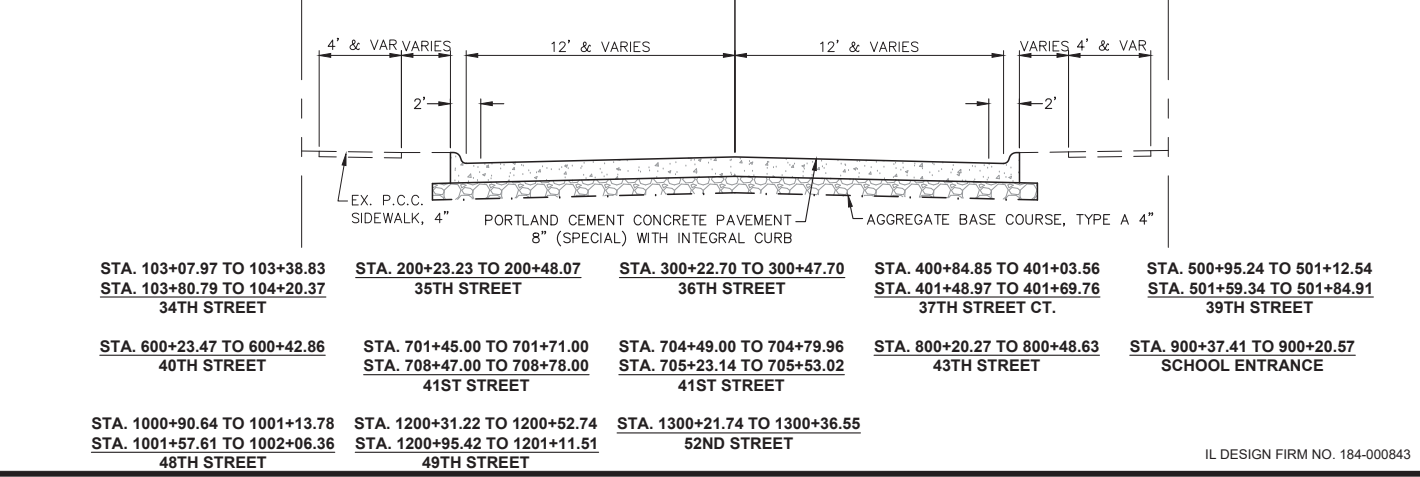 4' & VAR VARIES 12' & VARIES 12' & VARIES VARIES 4' & VAR
2' 2'
EX. P.C.C.
SIDEWALK, 4"
PORTLAND CEMENT CONCRETE PAVEMENT
8" (SPECIAL) WITH INTEGRAL CURB
AGGREGATE BASE COURSE, TYPE A 4"
STA. 103+07.97 TO 103+38.83
STA. 103+80.79 TO 104+20.37
34TH STREET
STA. 200+23.23 TO 200+48.07
35TH STREET
STA. 300+22.70 TO 300+47.70
36TH STREET
STA. 400+84.85 TO 401+03.56
STA. 401+48.97 TO 401+69.76
37TH STREET CT.
STA. 500+95.24 TO 501+12.54
STA. 501+59.34 TO 501+84.91
39TH STREET
STA. 600+23.47 TO 600+42.86
40TH STREET
STA. 701+45.00 TO 701+71.00
STA. 708+47.00 TO 708+78.00
41ST STREET
STA. 704+49.00 TO 704+79.96
STA. 705+23.14 TO 705+53.02
41ST STREET
STA. 800+20.27 TO 800+48.63
43TH STREET
STA. 900+37.41 TO 900+20.57
SCHOOL ENTRANCE
STA. 1000+90.64 TO 1001+13.78
STA. 1001+57.61 TO 1002+06.36
48TH STREET
STA. 1200+31.22 TO 1200+52.74
STA. 1200+95.42 TO 1201+11.51
49TH STREET
STA. 1300+21.74 TO 1300+36.55
52ND STREET
IL DESIGN FIRM NO. 184-000843